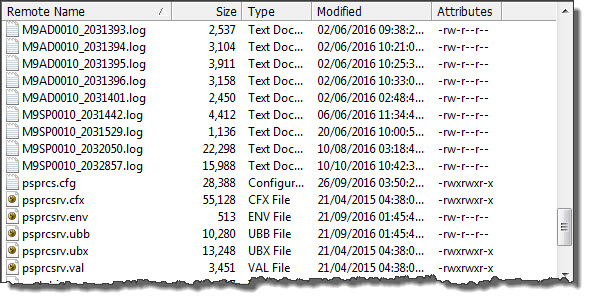 Remote Name / Size Type Modified Attributes
M9AD0010_2031393.log 2,537 Text Doc... 02/06/2016 09:38:2... -rw-r--r--
M9AD0010_2031394.log 3,104 Text Doc... 02/06/2016 10:21:0... -rw-r--r--
M9AD0010_2031395.log 3,911 Text Doc... 02/06/2016 10:25:3... -rw-r--r--
M9AD0010_2031396.log 3,158 Text Doc... 02/06/2016 10:33:0... -rw-r--r--
M9AD0010_2031401.log 2,450 Text Doc... 02/06/2016 02:48:4... -rw-r--r--
M9SP0010_2031442.log 4,412 Text Doc... 06/06/2016 11:34:4... -rw-r--r--
M9SP0010_2031529.log 1,136 Text Doc... 20/06/2016 10:00:5... -rw-r--r--
M9SP0010_2032050.log 22,298 Text Doc... 10/08/2016 03:18:4... -rw-r--r--
M9SP0010_2032857.log 15,988 Text Doc... 10/10/2016 10:42:3... -rw-r--r--
psprcs.cfg 28,388 Configur... 26/09/2016 03:50:2... -rwxrwxr-x
psprcsrv.cfx 55,128 CFX File 21/04/2015 04:38:0... -rwxrwxr-x
psprcsrv.env 513 ENV File 21/09/2016 01:45:4... -rw-r--r--
psprcsrv.ubb 10,280 UBB File 21/09/2016 01:45:4... -rw-r--r--
psprcsrv.ubx 13,248 UBX File 21/04/2015 04:38:0... -rwxrwxr-x
psprcsrv.val 3,451 VAL File 21/04/2015 04:38:0... -rwxrwxr-x